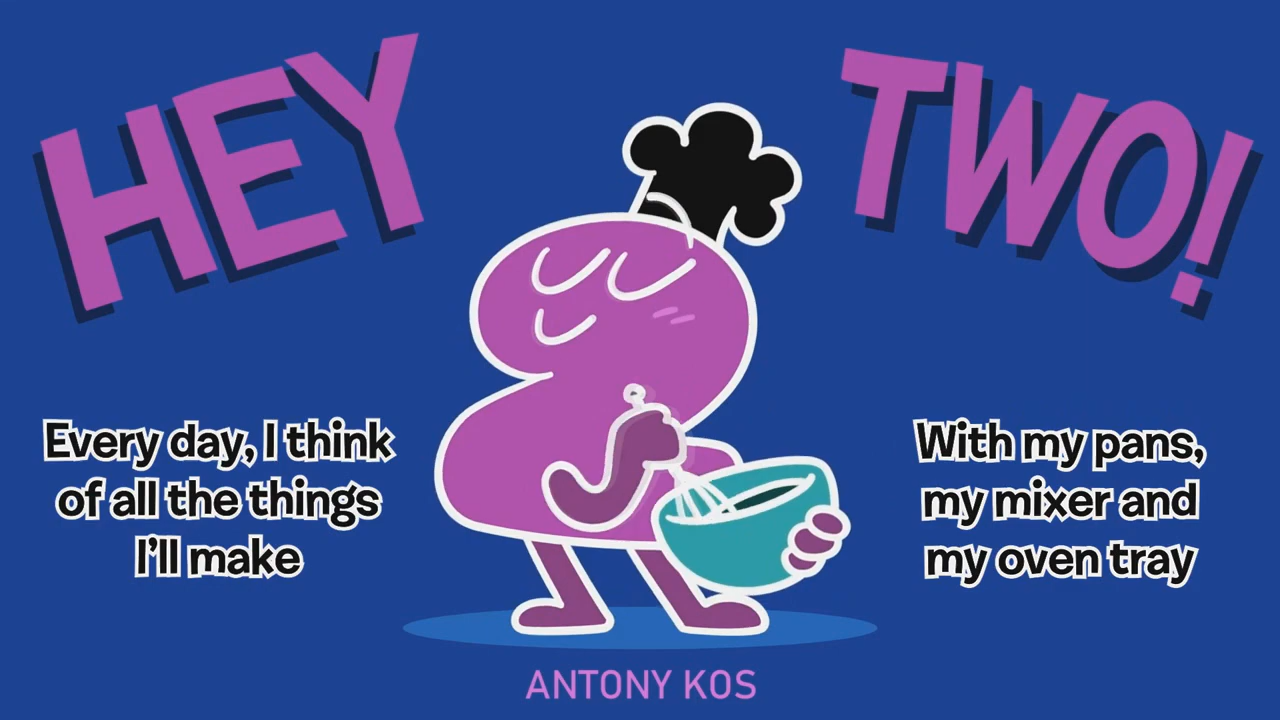 HEY TWO!
Every day, I think
of all the things
I'll make
With my pans,
my mixer and
my oven tray
ANTONY KOS